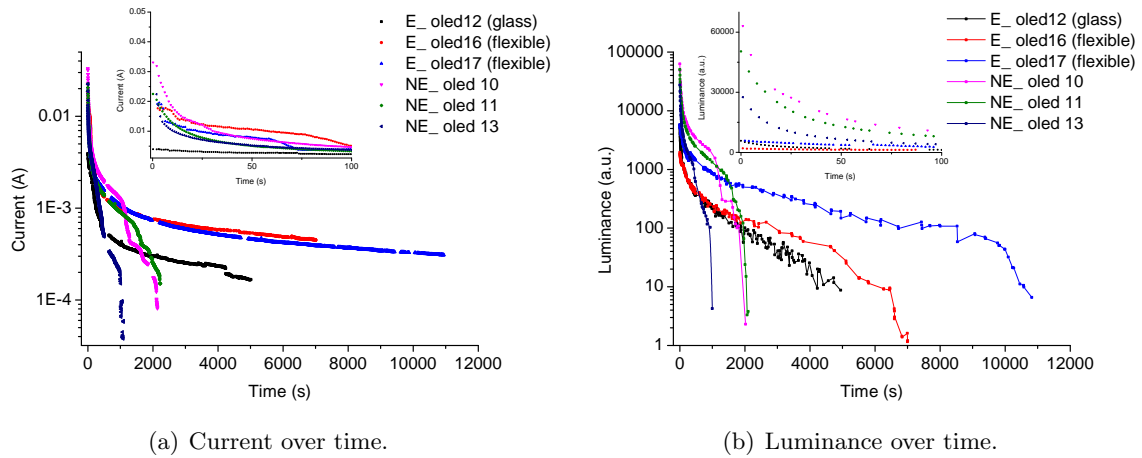 E_ oled12 (glass)
E_ oled16 (flexible)
E_ oled17 (flexible)
NE_ oled 10
NE_ oled 11
NE_ oled 13
0.05
0.04
0.03
0.02
0.01
0
50
100
Current (A)
Time (s)
0.01
1E-3
1E-4
0
2000
4000
6000
8000
10000
12000
Current (A)
Time (s)
(a) Current over time.
E_ oled12 (glass)
E_ oled16 (flexible)
E_ oled17 (flexible)
NE_ oled 10
NE_ oled 11
NE_ oled 13
60000
30000
0
0
50
100
Luminance (a.u.)
Time (s)
100000
10000
1000
100
10
1
0
2000
4000
6000
8000
10000
12000
Luminance (a.u.)
Time (s)
(b) Luminance over time.